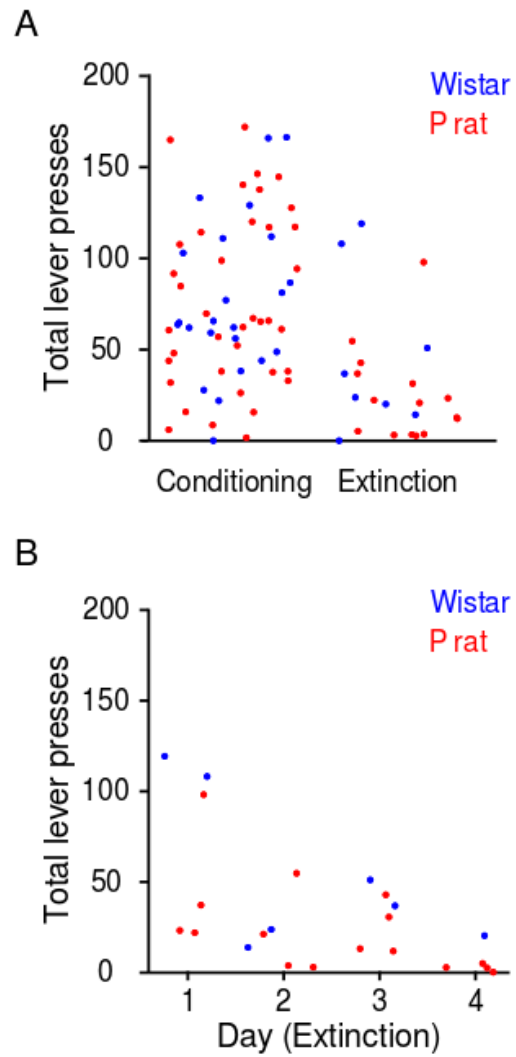 A
200
Wistar
P rat
150
100
50
0
Total lever presses
Conditioning Extinction
B
200
Wistar
P rat
150
100
50
0
Total lever presses
1 2 3 4
Day (Extinction)